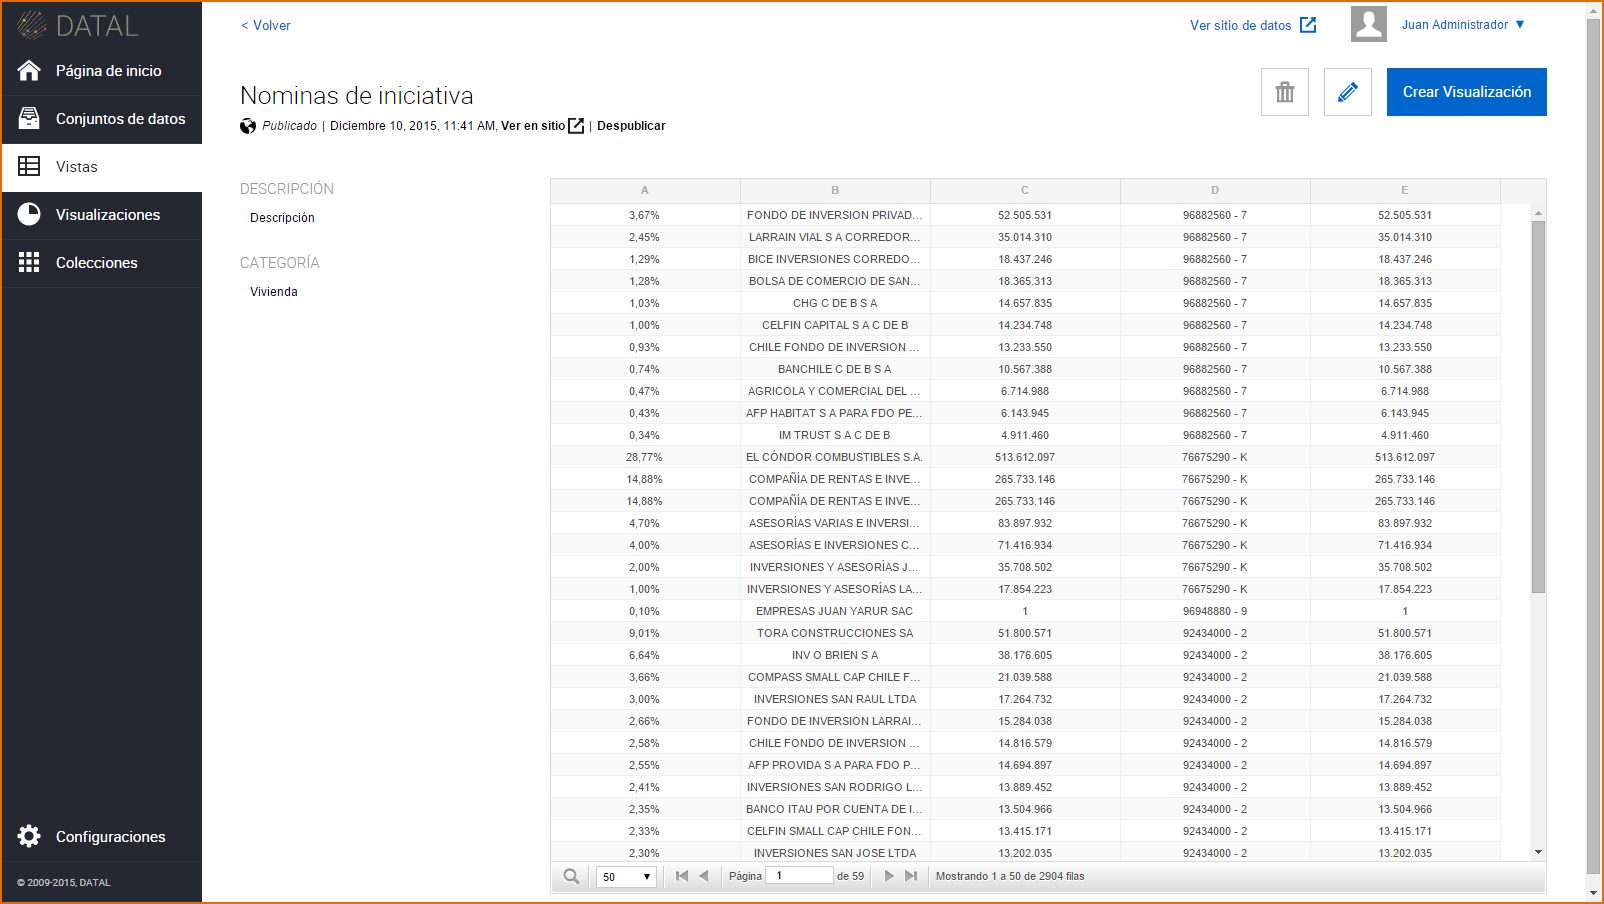 DATAL
< Volver
Ver sitio de datos
Juan Administrador ▼
Página de inicio
Conjuntos de datos
Vistas
Visualizaciones
Colecciones
Configuraciones
© 2009-2015, DATAL
Nominas de iniciativa
Crear Visualización
Publicado | Diciembre 10, 2015, 11:41 AM, Ver en sitio | Despublicar
DESCRIPCIÓN
Descripción
CATEGORÍA
Vivienda
A B C D E
3,67% FONDO DE INVERSION PRIVAD... 52.505.531 96882560 - 7 52.505.531
2,45% LARRAIN VIAL S A CORREDOR... 35.014.310 96882560 - 7 35.014.310
1,29% BICE INVERSIONES CORREDO... 18.437.246 96882560 - 7 18.437.246
1,28% BOLSA DE COMERCIO DE SAN... 18.365.313 96882560 - 7 18.365.313
1,03% CHG C DE B S A 14.657.835 96882560 - 7 14.657.835
1,00% CELFIN CAPITAL S A C DE B 14.234.748 96882560 - 7 14.234.748
0,93% CHILE FONDO DE INVERSION ... 13.233.550 96882560 - 7 13.233.550
0,74% BANCHILE C DE B S A 10.567.388 96882560 - 7 10.567.388
0,47% AGRICOLA Y COMERCIAL DEL ... 6.714.988 96882560 - 7 6.714.988
0,43% AFP HABITAT S A PARA FDO PE... 6.143.945 96882560 - 7 6.143.945
0,34% IM TRUST S A C DE B 4.911.460 96882560 - 7 4.911.460
28,77% EL CÓNDOR COMBUSTIBLES S.A. 513.612.097 76675290 - K 513.612.097
14,88% COMPAÑÍA DE RENTAS E INVE... 265.733.146 76675290 - K 265.733.146
14,88% COMPAÑÍA DE RENTAS E INVE... 265.733.146 76675290 - K 265.733.146
4,70% ASESORÍAS VARIAS E INVERSI... 83.897.932 76675290 - K 83.897.932
4,00% ASESORÍAS E INVERSIONES C... 71.416.934 76675290 - K 71.416.934
2,00% INVERSIONES Y ASESORÍAS J... 35.708.502 76675290 - K 35.708.502
1,00% INVERSIONES Y ASESORÍAS LA... 17.854.223 76675290 - K 17.854.223
0,10% EMPRESAS JUAN YARUR SAC 1 96948880 - 9 1
9,01% TORA CONSTRUCCIONES SA 51.800.571 92434000 - 2 51.800.571
6,64% INV O BRIEN S A 38.176.605 92434000 - 2 38.176.605
3,66% COMPASS SMALL CAP CHILE F... 21.039.588 92434000 - 2 21.039.588
3,00% INVERSIONES SAN RAUL LTDA 17.264.732 92434000 - 2 17.264.732
2,66% FONDO DE INVERSION LARRAI... 15.284.038 92434000 - 2 15.284.038
2,58% CHILE FONDO DE INVERSION ... 14.816.579 92434000 - 2 14.816.579
2,55% AFP PROVIDA S A PARA FDO P... 14.694.897 92434000 - 2 14.694.897
2,41% INVERSIONES SAN RODRIGO L... 13.889.452 92434000 - 2 13.889.452
2,35% BANCO ITAU POR CUENTA DE I... 13.504.966 92434000 - 2 13.504.966
2,33% CELFIN SMALL CAP CHILE FON... 13.415.171 92434000 - 2 13.415.171
2,30% INVERSIONES SAN JOSE LTDA 13.202.035 92434000 - 2 13.202.035
50 Página 1 de 59 Mostrando 1 a 50 de 2904 filas